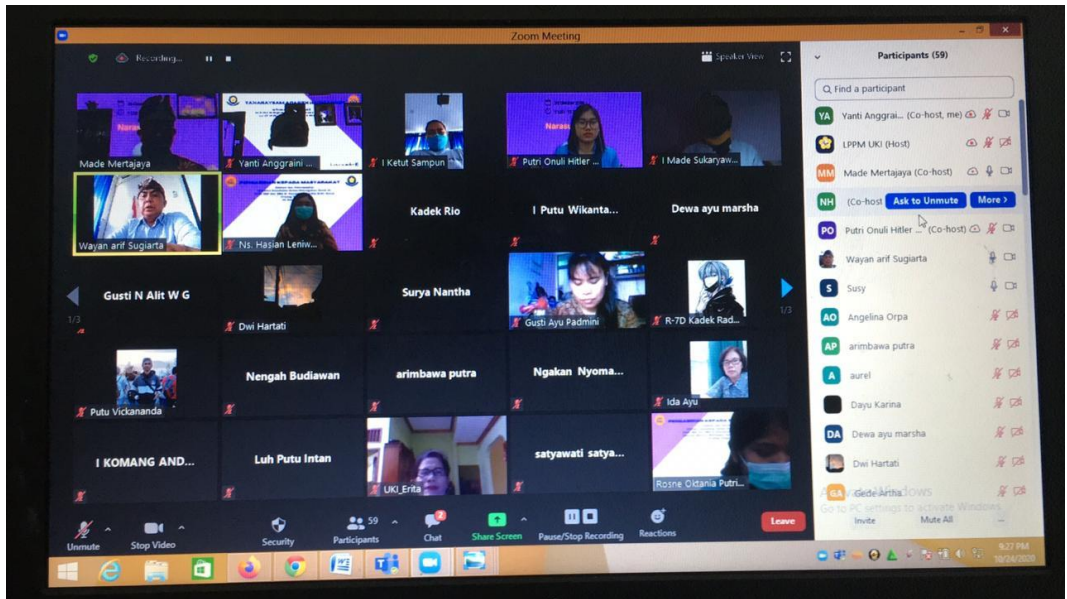 Zoom Meeting
Recording...
Speaker View
Made Mertajaya
Naras
Yanti Anggraini ...
I Ketut Sampun
Putri Onuli Hitler ...
Naras
I Made Sukaryaw...
Wayan arif Sugiarta
PENGABDIAN KEPADA MASYARAKAT
Ns. Hasian Leniw...
Kadek Rio
I Putu Wikanta...
Dewa ayu marsha
Gusti N Alit W G
Dwi Hartati
Surya Nantha
Gusti Ayu Padmini
R-7D Kadek Rad...
1/3
1/3
Putu Vickananda
Nengah Budiawan
arimbawa putra
Ngakan Nyoma...
Ida Ayu
I KOMANG AND...
Luh Putu Intan
UKI_Erita
satyawati satya...
Rosne Oktania Putri...
Unmute
Stop Video
Security
59
Participants
2
Chat
Share Screen
Pause/Stop Recording
Reactions
Leave
Participants (59)
Find a participant
YA Yanti Anggrai... (Co-host, me)
LPPM UKI (Host)
MM Made Mertajaya (Co-host)
NH (Co-host Ask to Unmute More >
PO Putri Onuli Hitler ... (Co-host)
Wayan arif Sugiarta
S Susy
AO Angelina Orpa
AP arimbawa putra
A aurel
Dayu Karina
DA Dewa ayu marsha
Dwi Hartati
GA Gede Artha
Activate Windows
Go to PC settings to activate Windows
Invite
Mute All
...
9:27 PM
10/24/2020